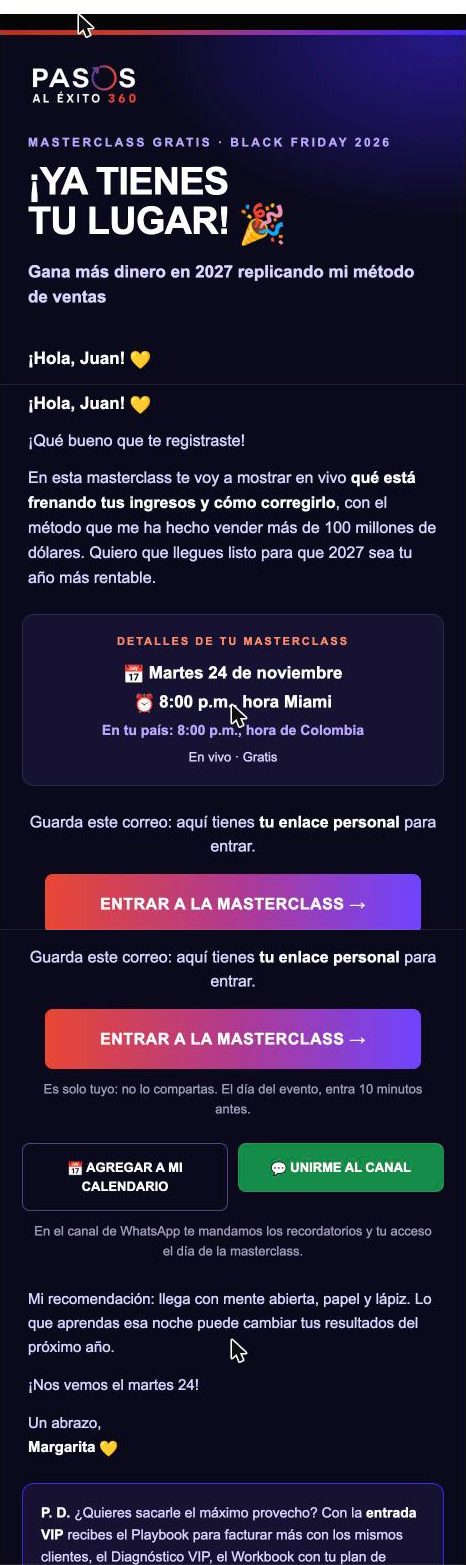 PASOS
AL ÉXITO 360
MASTERCLASS GRATIS · BLACK FRIDAY 2026
¡YA TIENES
TU LUGAR! 🎉
Gana más dinero en 2027 replicando mi método
de ventas
¡Hola, Juan! 💛
¡Hola, Juan! 💛
¡Qué bueno que te registraste!
En esta masterclass te voy a mostrar en vivo qué está
frenando tus ingresos y cómo corregirlo, con el
método que me ha hecho vender más de 100 millones de
dólares. Quiero que llegues listo para que 2027 sea tu
año más rentable.
DETALLES DE TU MASTERCLASS
📅 Martes 24 de noviembre
⏰ 8:00 p.m., hora Miami
En tu país: 8:00 p.m., hora de Colombia
En vivo · Gratis
Guarda este correo: aquí tienes tu enlace personal para
entrar.
ENTRAR A LA MASTERCLASS →
Guarda este correo: aquí tienes tu enlace personal para
entrar.
ENTRAR A LA MASTERCLASS →
Es solo tuyo: no lo compartas. El día del evento, entra 10 minutos
antes.
📅 AGREGAR A MI
CALENDARIO
💬 UNIRME AL CANAL
En el canal de WhatsApp te mandamos los recordatorios y tu acceso
el día de la masterclass.
Mi recomendación: llega con mente abierta, papel y lápiz. Lo
que aprendas esa noche puede cambiar tus resultados del
próximo año.
¡Nos vemos el martes 24!
Un abrazo,
Margarita 💛
P. D. ¿Quieres sacarle el máximo provecho? Con la entrada
VIP recibes el Playbook para facturar más con los mismos
clientes, el Diagnóstico VIP, el Workbook con tu plan de